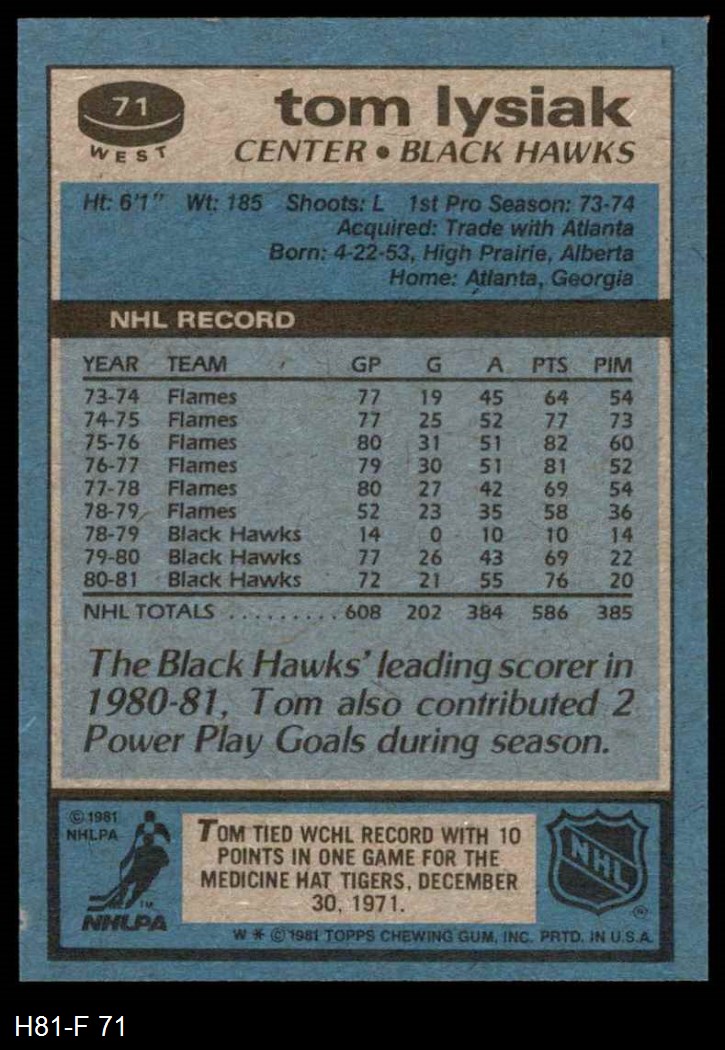 71
WEST
tom lysiak
CENTER • BLACK HAWKS
Ht: 6'1" Wt: 185 Shoots: L 1st Pro Season: 73-74
Acquired: Trade with Atlanta
Born: 4-22-53, High Prairie, Alberta
Home: Atlanta, Georgia
NHL RECORD
YEAR TEAM GP G A PTS PIM
73-74 Flames 77 19 45 64 54
74-75 Flames 77 25 52 77 73
75-76 Flames 80 31 51 82 60
76-77 Flames 79 30 51 81 52
77-78 Flames 80 27 42 69 54
78-79 Flames 52 23 35 58 36
78-79 Black Hawks 14 0 10 10 14
79-80 Black Hawks 77 26 43 69 22
80-81 Black Hawks 72 21 55 76 20
NHL TOTALS .......... 608 202 384 586 385
The Black Hawks' leading scorer in
1980-81, Tom also contributed 2
Power Play Goals during season.
© 1981
NHLPA
TM
NHLPA
TOM TIED WCHL RECORD WITH 10
POINTS IN ONE GAME FOR THE
MEDICINE HAT TIGERS, DECEMBER
30, 1971.
NHL
®
W * © 1981 TOPPS CHEWING GUM, INC. PRTD. IN U.S.A.
H81-F 71